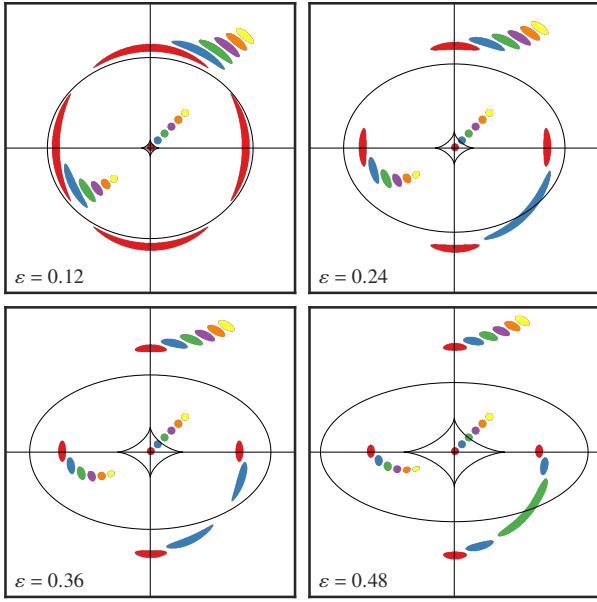 ε = 0.12
ε = 0.24
ε = 0.36
ε = 0.48